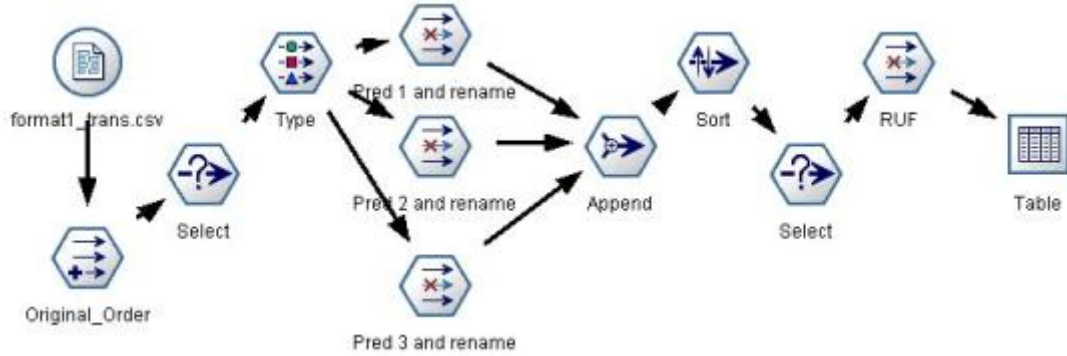 format1_trans.csv
Original_Order
Select
Type
Pred 1 and rename
Pred 2 and rename
Pred 3 and rename
Append
Sort
Select
RUF
Table